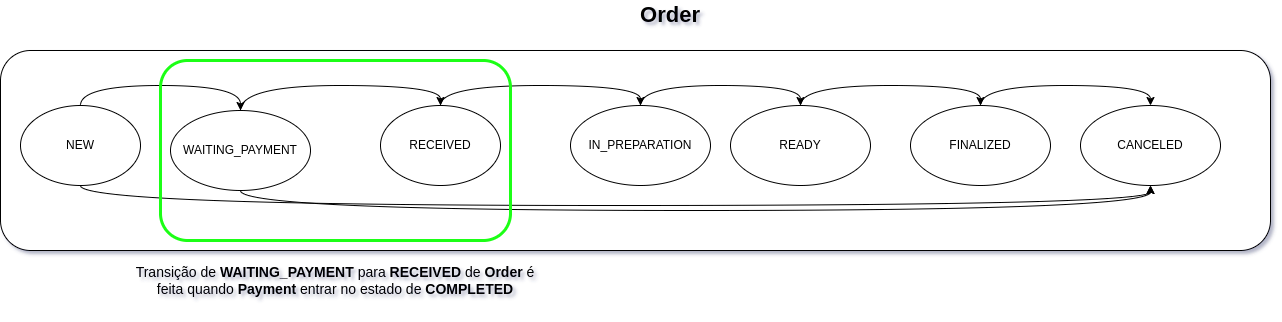 Order
NEW
WAITING_PAYMENT
RECEIVED
IN_PREPARATION
READY
FINALIZED
CANCELED
Transição de WAITING_PAYMENT para RECEIVED de Order é
feita quando Payment entrar no estado de COMPLETED